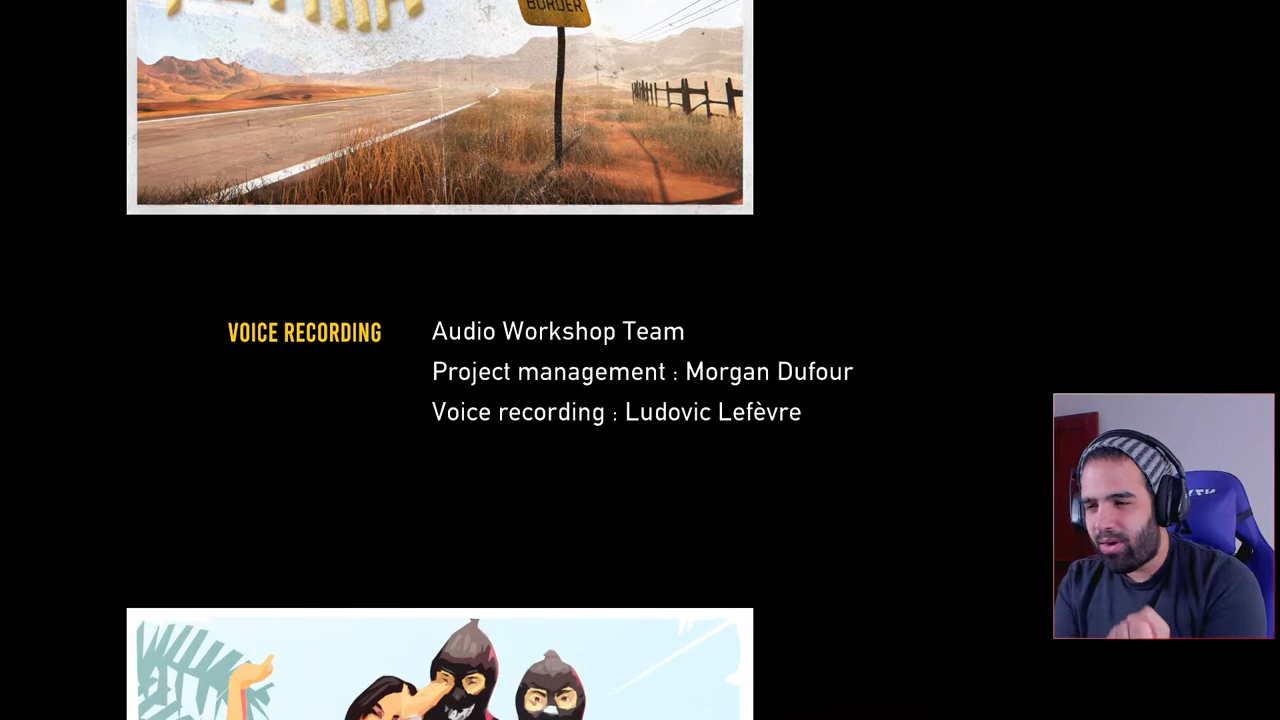 BORDER
VOICE RECORDING
Audio Workshop Team
Project management : Morgan Dufour
Voice recording : Ludovic Lefèvre